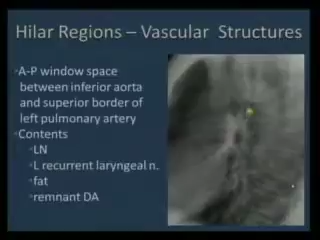 Hilar Regions – Vascular Structures
•A-P window space
between inferior aorta
and superior border of
left pulmonary artery
•Contents
•LN
•L recurrent laryngeal n.
•fat
•remnant DA